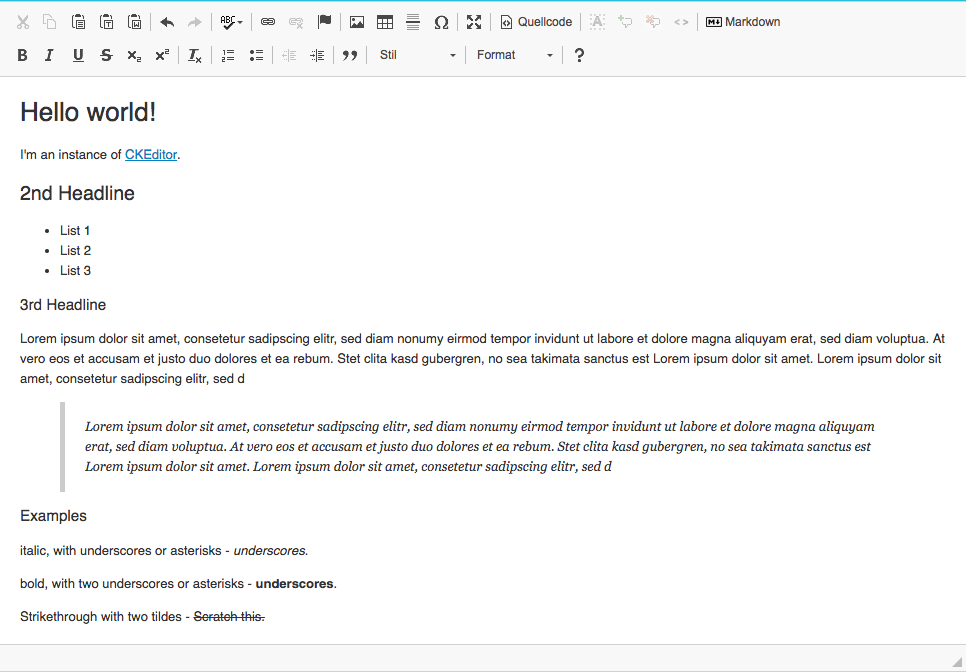 ABC Ω Quellcode A Markdown
B I U S x₂ x² Tx Stil Format ?
Hello world!
I'm an instance of CKEditor.
2nd Headline
• List 1
• List 2
• List 3
3rd Headline
Lorem ipsum dolor sit amet, consetetur sadipscing elitr, sed diam nonumy eirmod tempor invidunt ut labore et dolore magna aliquyam erat, sed diam voluptua. At
vero eos et accusam et justo duo dolores et ea rebum. Stet clita kasd gubergren, no sea takimata sanctus est Lorem ipsum dolor sit amet. Lorem ipsum dolor sit
amet, consetetur sadipscing elitr, sed d
Lorem ipsum dolor sit amet, consetetur sadipscing elitr, sed diam nonumy eirmod tempor invidunt ut labore et dolore magna aliquyam
erat, sed diam voluptua. At vero eos et accusam et justo duo dolores et ea rebum. Stet clita kasd gubergren, no sea takimata sanctus est
Lorem ipsum dolor sit amet. Lorem ipsum dolor sit amet, consetetur sadipscing elitr, sed d
Examples
italic, with underscores or asterisks - underscores.
bold, with two underscores or asterisks - underscores.
Strikethrough with two tildes - Scratch this.